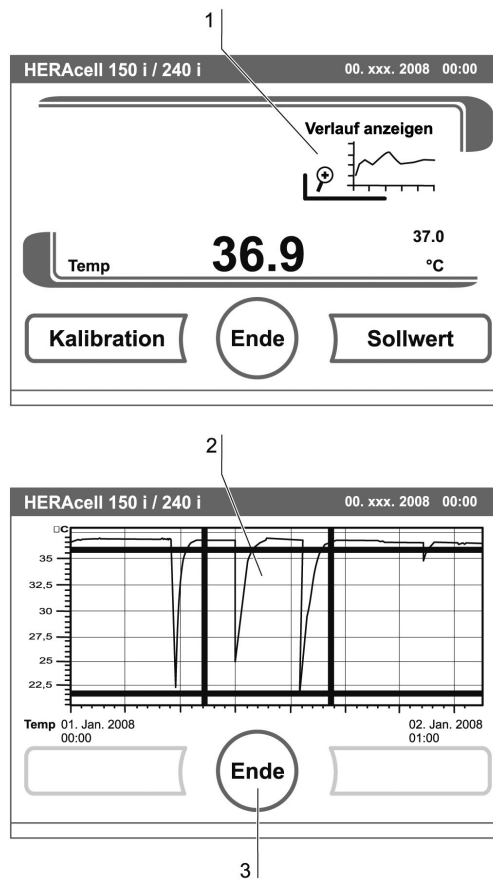 1
HERAcell 150 i / 240 i 00. xxx. 2008 00:00
Verlauf anzeigen
37.0
Temp 36.9 °C
Kalibration Ende Sollwert
2
HERAcell 150 i / 240 i 00. xxx. 2008 00:00
□C
35
32,5
30
27,5
25
22,5
Temp 01. Jan. 2008 02. Jan. 2008
00:00 01:00
Ende
3